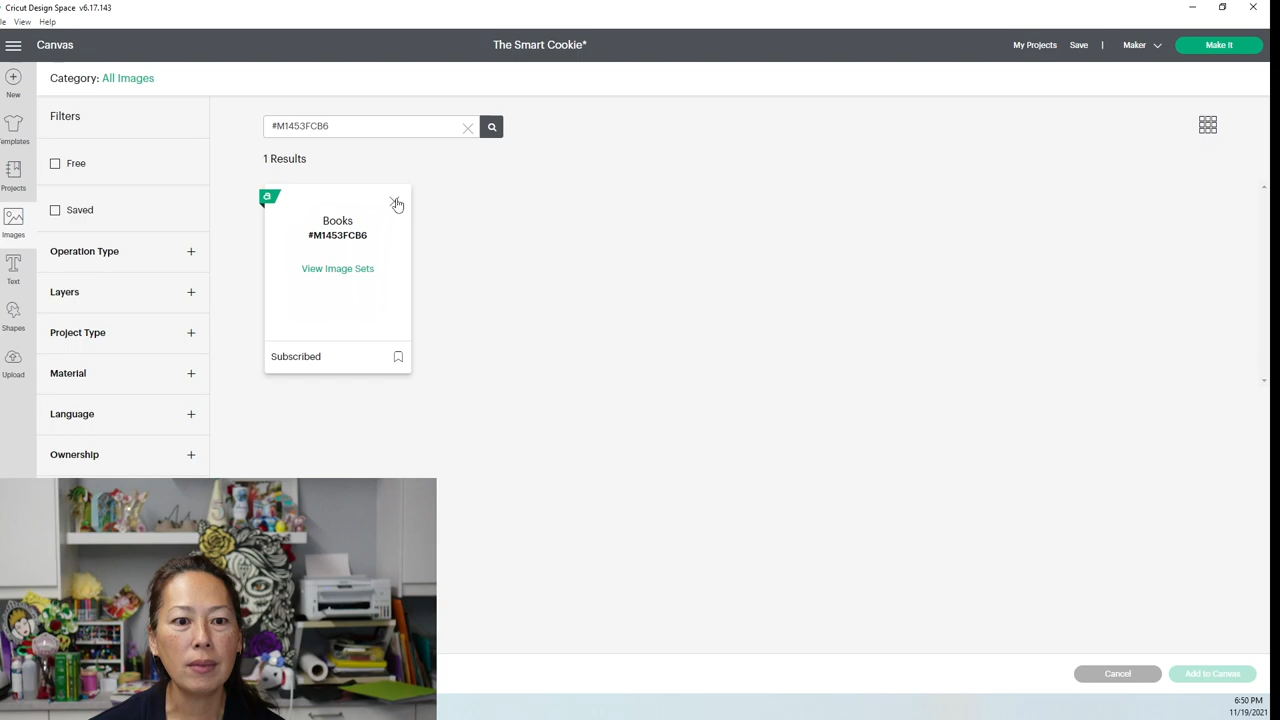 Cricut Design Space v6.17.143
le View Help
Canvas
The Smart Cookie*
My Projects Save | Maker Make It
New
Templates
Projects
Images
Text
Shapes
Upload
Category: All Images
Filters
Free
Saved
Operation Type +
Layers +
Project Type +
Material +
Language +
Ownership +
#M1453FCB6
1 Results
Books
#M1453FCB6
View Image Sets
Subscribed
Cancel Add to Canvas
6:50 PM
11/19/2021